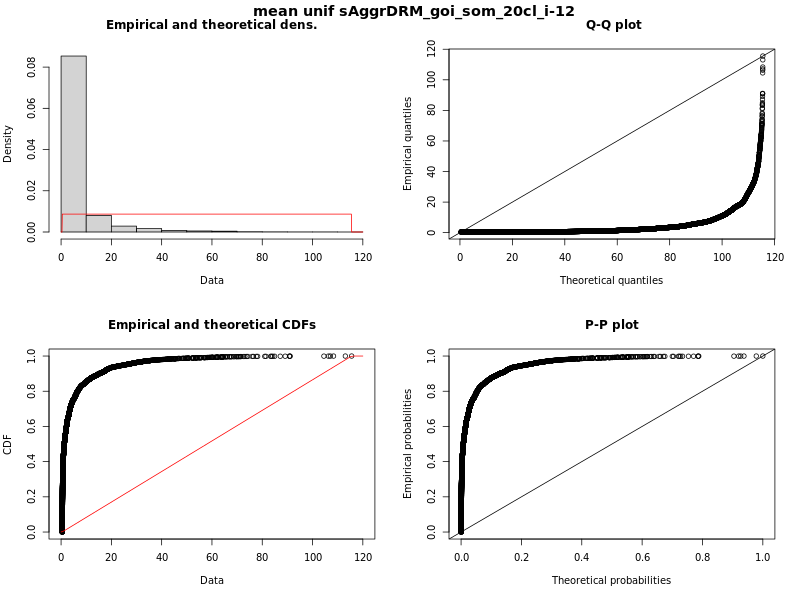 mean unif sAggrDRM_goi_som_20cl_i-12
Empirical and theoretical dens.
Density
0.00 0.02 0.04 0.06 0.08
0 20 40 60 80 100 120
Data
Q-Q plot
Empirical quantiles
0 20 40 60 80 100 120
0 20 40 60 80 100 120
Theoretical quantiles
Empirical and theoretical CDFs
CDF
0.0 0.2 0.4 0.6 0.8 1.0
0 20 40 60 80 100 120
Data
P-P plot
Empirical probabilities
0.0 0.2 0.4 0.6 0.8 1.0
0.0 0.2 0.4 0.6 0.8 1.0
Theoretical probabilities